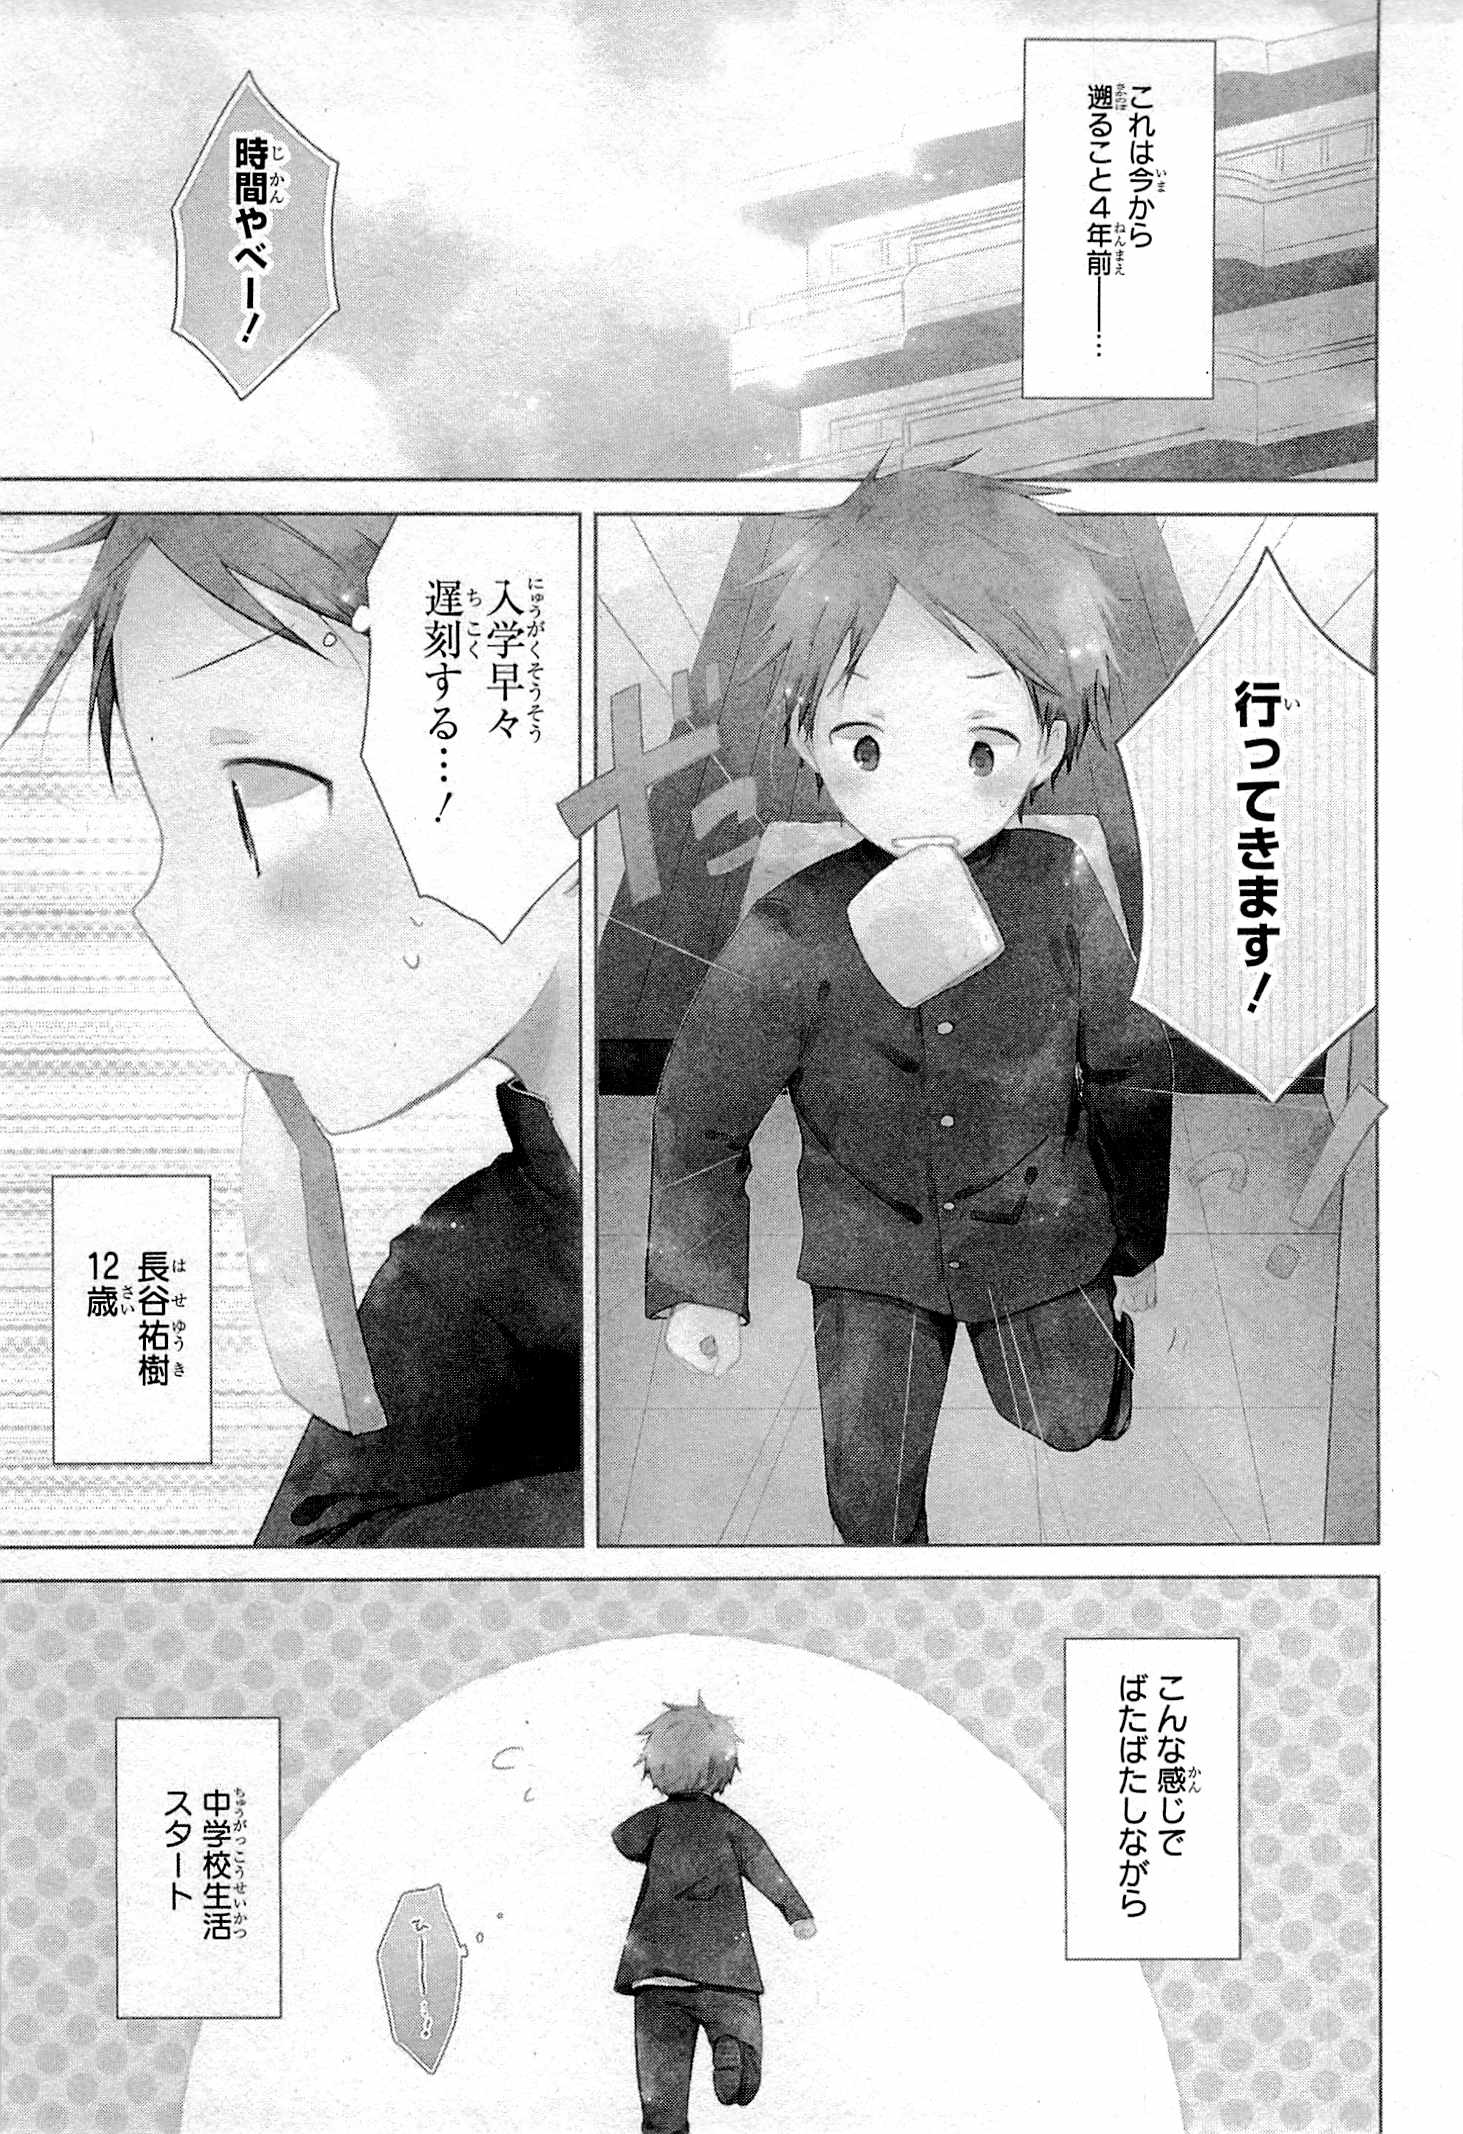 これは今から
遡ること4年前――…
時間やべー！
行ってきます！
ガッ
入学早々
遅刻する…！
長谷祐樹
12歳
こんな感じで
ばたばたしながら
中学校生活
スタート
ひー…！